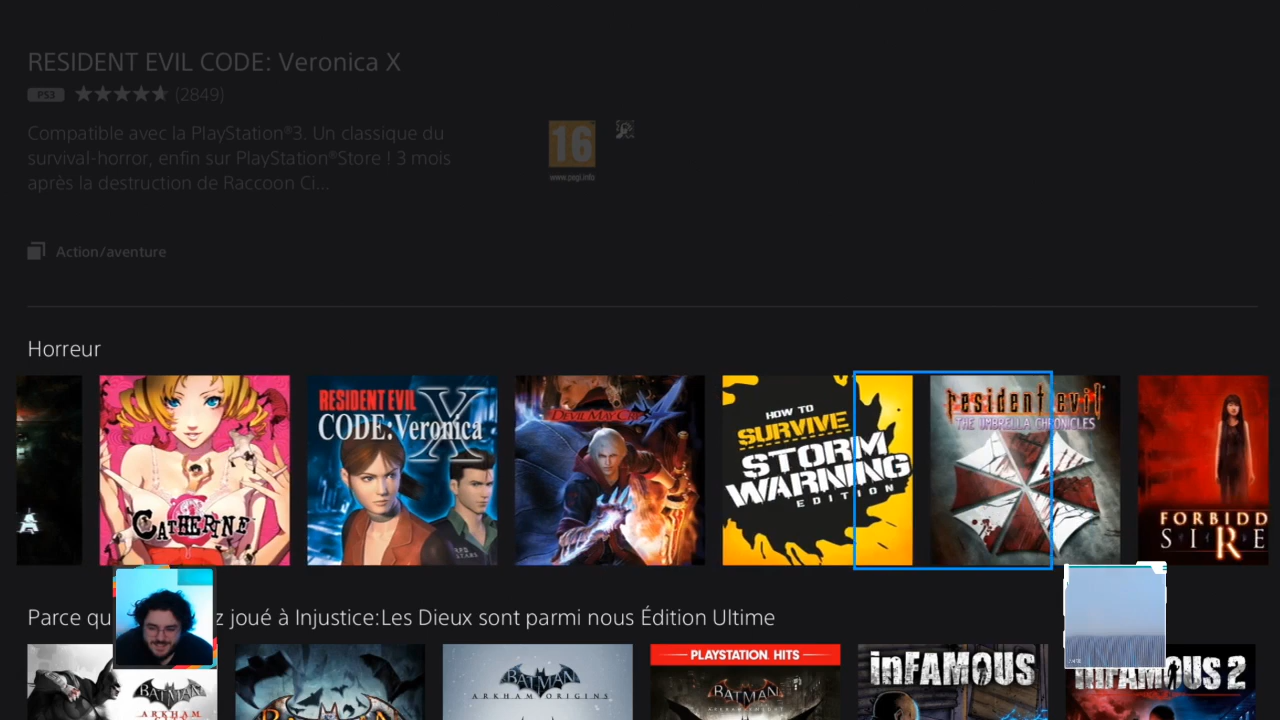 RESIDENT EVIL CODE: Veronica X
PS3 ★★★★★ (2849)
Compatible avec la PlayStation®3. Un classique du
survival-horror, enfin sur PlayStation®Store ! 3 mois
après la destruction de Raccoon Ci...
16
www.pegi.info
Action/aventure
Horreur
CATHERINE
RESIDENT EVIL
CODE: Veronica
X
DEVIL MAY CRY
4
HOW TO
SURVIVE
STORM
WARNING
EDITION
resident evil
THE UMBRELLA CHRONICLES
FORBIDD
SIRE
Parce qu
z joué à Injustice:Les Dieux sont parmi nous Édition Ultime
BATMAN
ARKHAM
BATMAN
BATMAN
ARKHAM ORIGINS
PLAYSTATION HITS
BATMAN
inFAMOUS
inFAMOUS 2